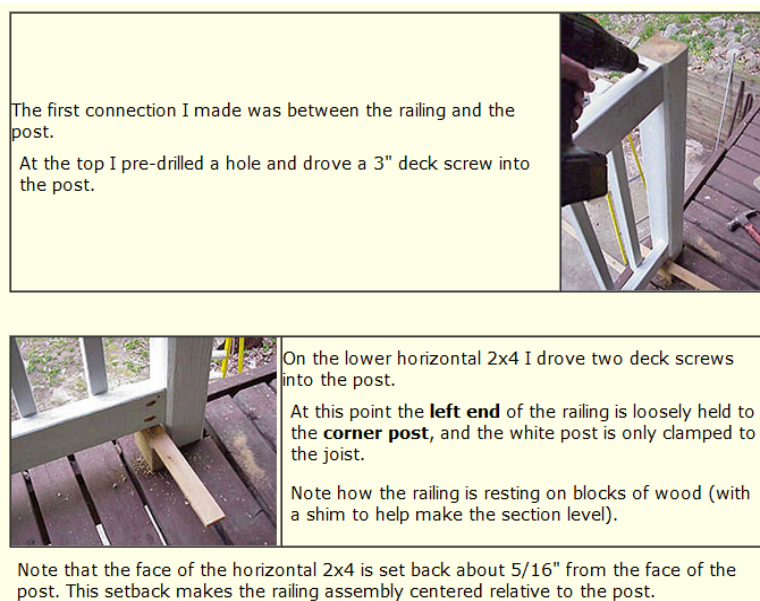 The first connection I made was between the railing and the
post.
At the top I pre-drilled a hole and drove a 3" deck screw into
the post.
On the lower horizontal 2x4 I drove two deck screws
into the post.
At this point the left end of the railing is loosely held to
the corner post, and the white post is only clamped to
the joist.
Note how the railing is resting on blocks of wood (with
a shim to help make the section level).
Note that the face of the horizontal 2x4 is set back about 5/16" from the face of the
post. This setback makes the railing assembly centered relative to the post.